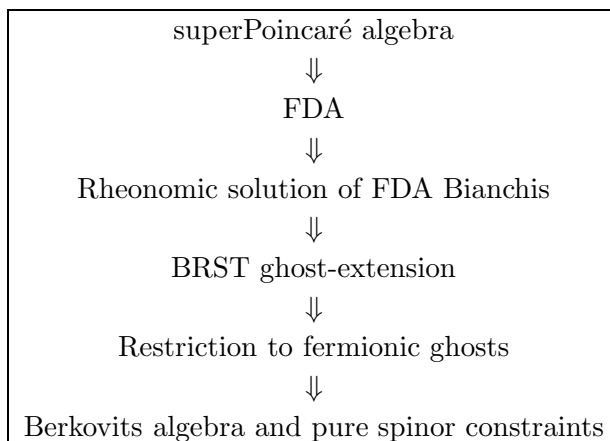 superPoincaré algebra
⇓
FDA
⇓
Rheonomic solution of FDA Bianchis
⇓
BRST ghost-extension
⇓
Restriction to fermionic ghosts
⇓
Berkovits algebra and pure spinor constraints